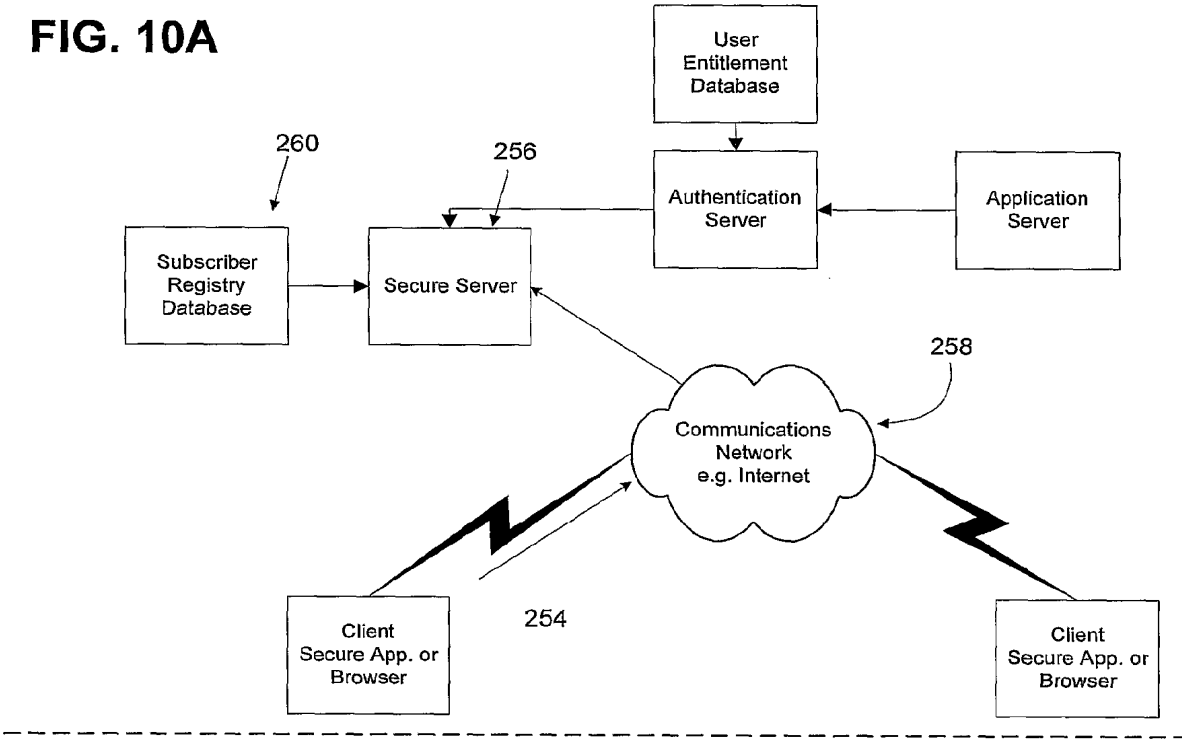 FIG. 10A
User
Entitlement
Database
260
256
Authentication
Server
Application
Server
Subscriber
Registry
Database
Secure Server
258
Communications
Network
e.g. Internet
254
Client
Secure App. or
Browser
Client
Secure App. or
Browser